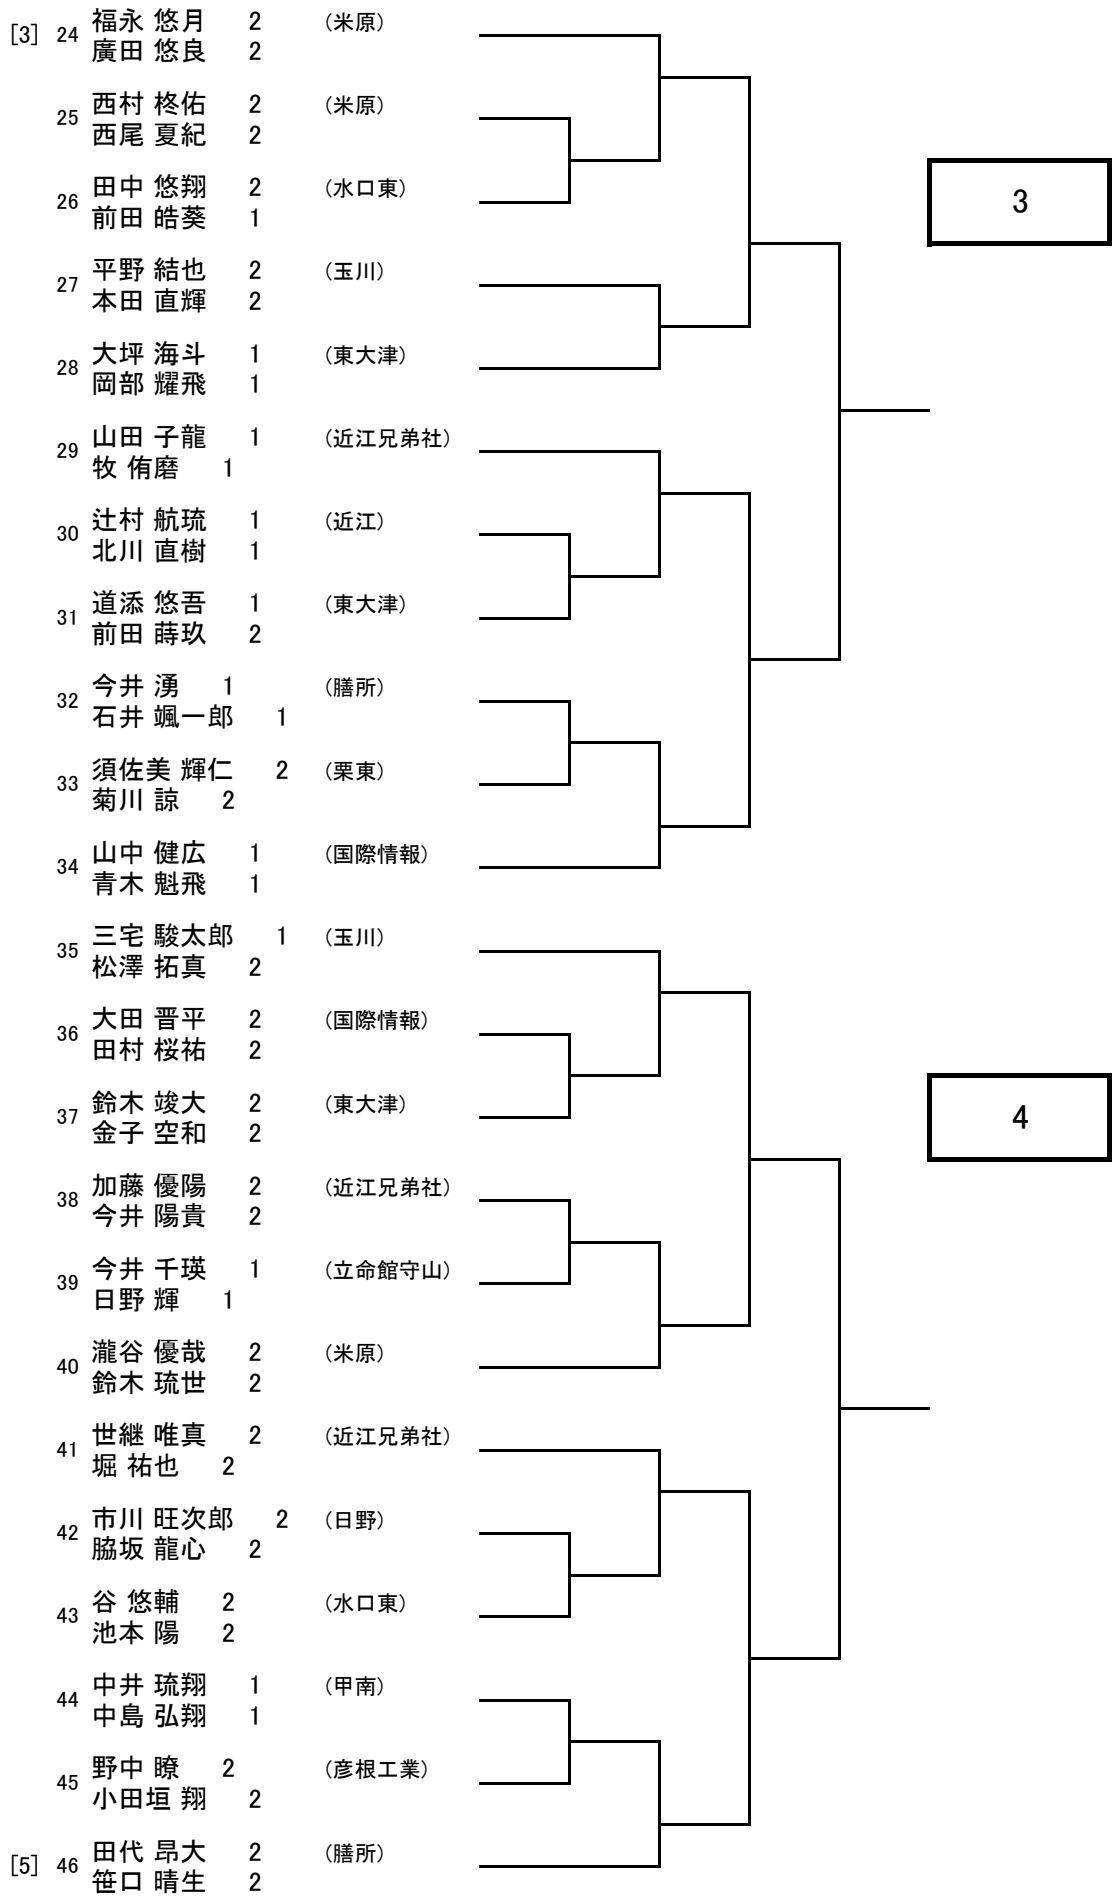 [3] 24 福永 悠月 2 (米原)
廣田 悠良 2
25 西村 柊佑 2 (米原)
西尾 夏紀 2
26 田中 悠翔 2 (水口東)
前田 皓葵 1
3
27 平野 結也 2 (玉川)
本田 直輝 2
28 大坪 海斗 1 (東大津)
岡部 耀飛 1
29 山田 子龍 1 (近江兄弟社)
牧 侑磨 1
30 辻村 航琉 1 (近江)
北川 直樹 1
31 道添 悠吾 1 (東大津)
前田 蒔玖 2
32 今井 湧 1 (膳所)
石井 颯一郎 1
33 須佐美 輝仁 2 (栗東)
菊川 諒 2
34 山中 健広 1 (国際情報)
青木 魁飛 1
35 三宅 駿太郎 1 (玉川)
松澤 拓真 2
36 大田 晋平 2 (国際情報)
田村 桜祐 2
37 鈴木 竣大 2 (東大津)
金子 空和 2
4
38 加藤 優陽 2 (近江兄弟社)
今井 陽貴 2
39 今井 千瑛 1 (立命館守山)
日野 輝 1
40 瀧谷 優哉 2 (米原)
鈴木 琉世 2
41 世継 唯真 2 (近江兄弟社)
堀 祐也 2
42 市川 旺次郎 2 (日野)
脇坂 龍心 2
43 谷 悠輔 2 (水口東)
池本 陽 2
44 中井 琉翔 1 (甲南)
中島 弘翔 1
45 野中 瞭 2 (彦根工業)
小田垣 翔 2
[5] 46 田代 昂大 2 (膳所)
笹口 晴生 2